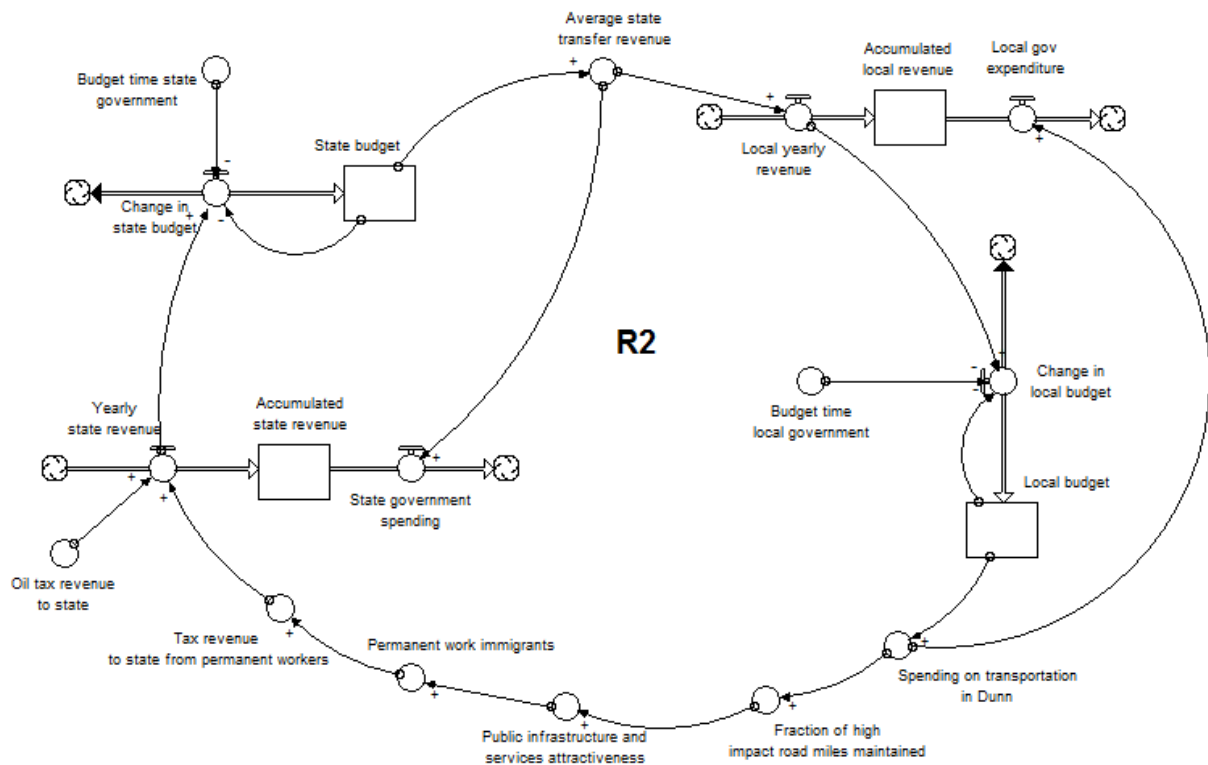 Average state
transfer revenue
Accumulated
local revenue
Local gov
expenditure
Budget time state
government
+
+
State budget
Local yearly
revenue
+
-
Change in
state budget
+
-
R2
-
-
-
Change in
local budget
Budget time
local government
Yearly
state revenue
Accumulated
state revenue
+
+
+
State government
spending
Local budget
Oil tax revenue
to state
Tax revenue
to state from permanent workers
+
Permanent work immigrants
+
+
Spending on transportation
in Dunn
Public infrastructure and
services attractiveness
+
+
Fraction of high
impact road miles maintained